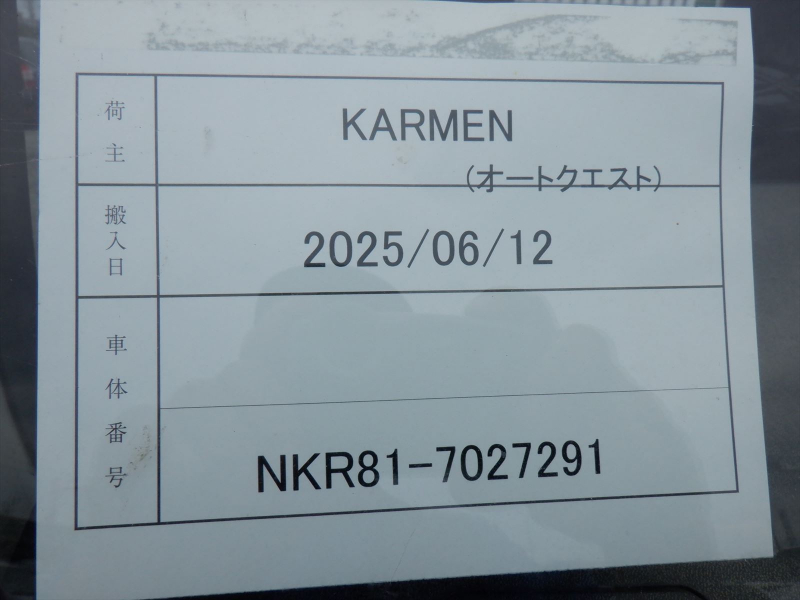 荷主
KARMEN
(オートクエスト)
搬入日
2025/06/12
車体番号
NKR81-7027291